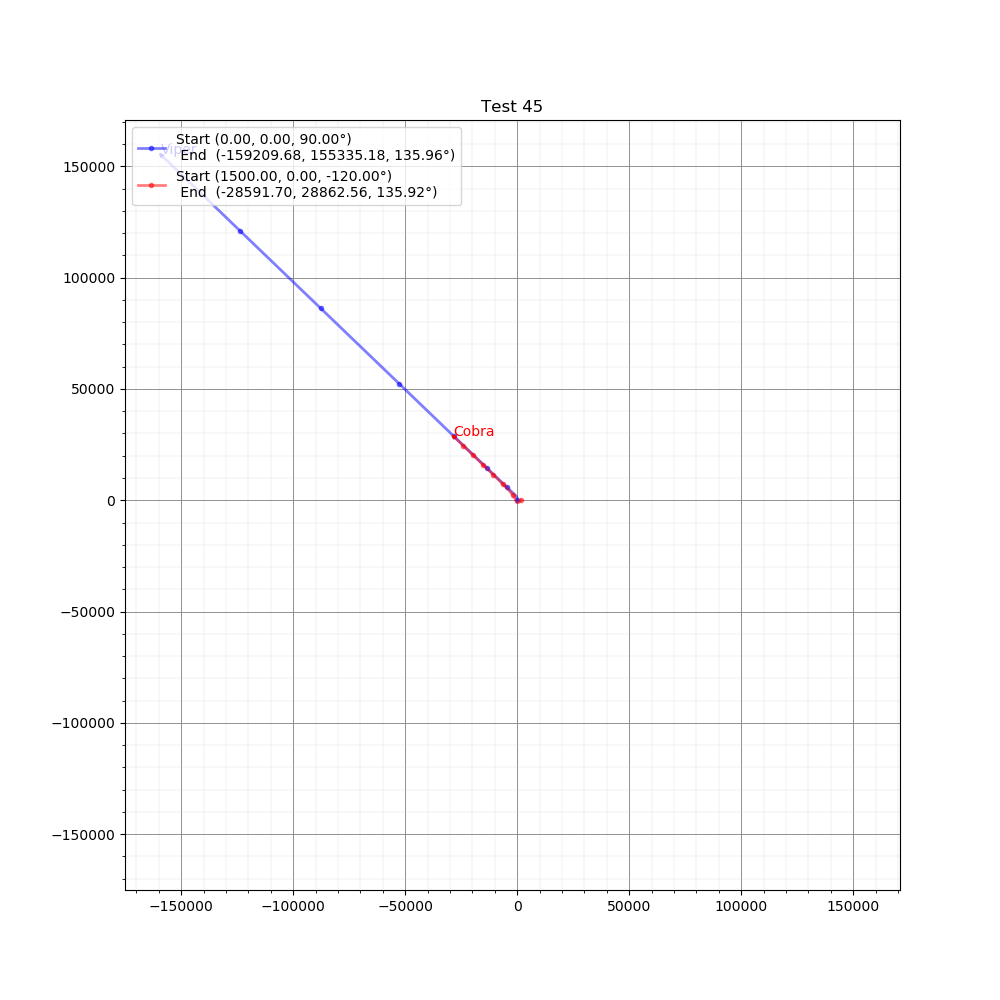 Test 45
Start (0.00, 0.00, 90.00°)
End (-159209.68, 155335.18, 135.96°)
Start (1500.00, 0.00, -120.00°)
End (-28591.70, 28862.56, 135.92°)
Viper
Cobra
150000
100000
50000
0
−50000
−100000
−150000
−150000 −100000 −50000 0 50000 100000 150000